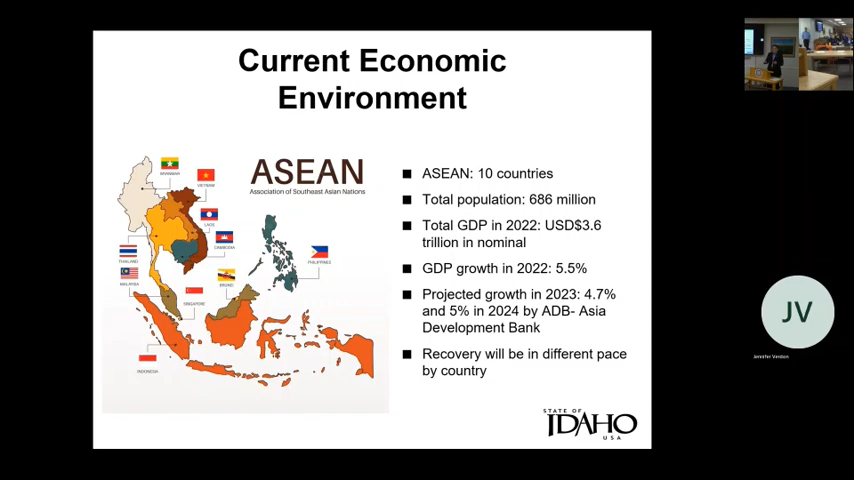 Current Economic
Environment
ASEAN
Association of Southeast Asian Nations
MYANMAR
VIETNAM
LAOS
CAMBODIA
THAILAND
MALAYSIA
BRUNEI
PHILIPPINES
SINGAPORE
INDONESIA
ASEAN: 10 countries
Total population: 686 million
Total GDP in 2022: USD$3.6
trillion in nominal
GDP growth in 2022: 5.5%
Projected growth in 2023: 4.7%
and 5% in 2024 by ADB- Asia
Development Bank
Recovery will be in different pace
by country
STATE OF
IDAHO
USA
JV
Jennifer Verdon